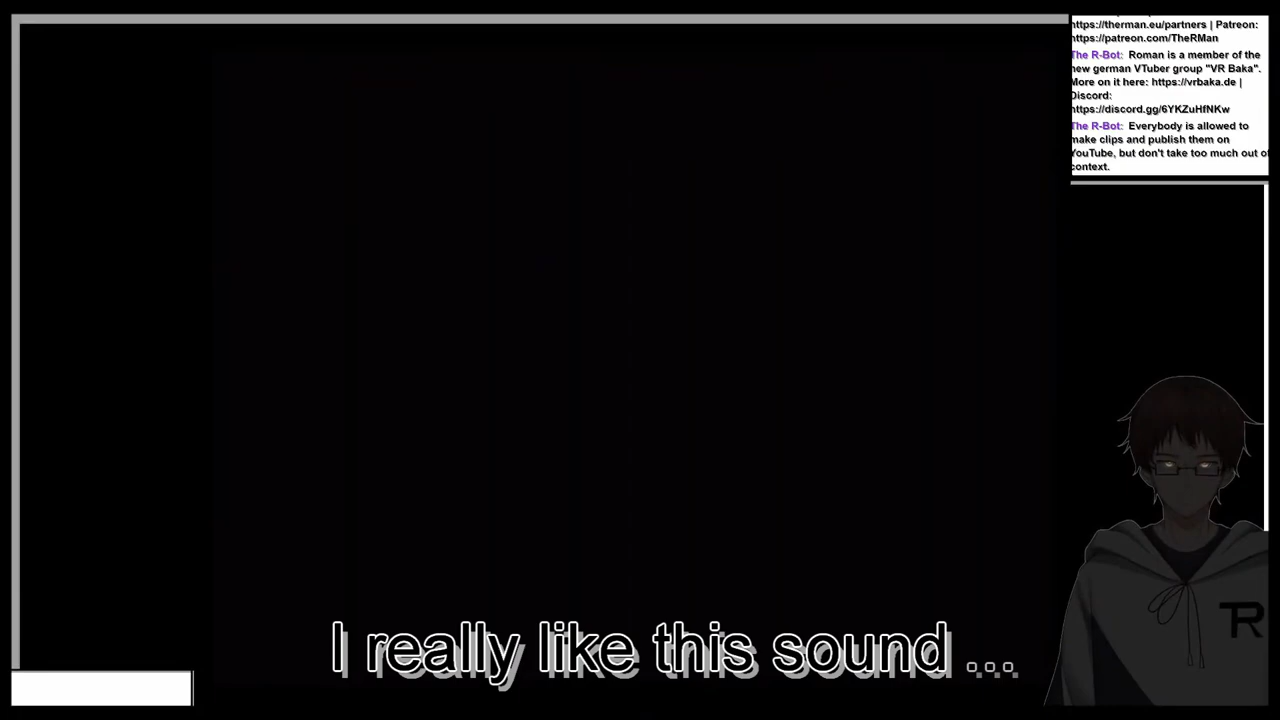 https://therman.eu/partners | Patreon:
https://patreon.com/TheRMan
The R-Bot: Roman is a member of the
new german VTuber group "VR Baka".
More on it here: https://vrbaka.de |
Discord:
https://discord.gg/6YKZuHfNKw
The R-Bot: Everybody is allowed to
make clips and publish them on
YouTube, but don't take too much out of
context.
TR
I really like this sound ...